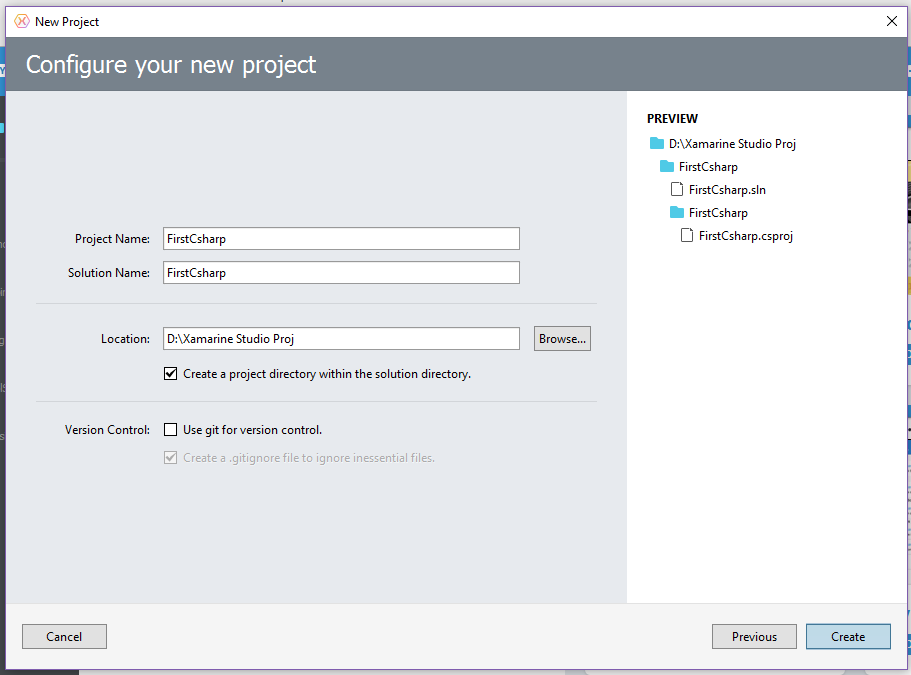 New Project
Configure your new project
Project Name: FirstCsharp
Solution Name: FirstCsharp
Location: D:\Xamarine Studio Proj Browse...
Create a project directory within the solution directory.
Version Control: Use git for version control.
Create a .gitignore file to ignore inessential files.
PREVIEW
D:\Xamarine Studio Proj
FirstCsharp
FirstCsharp.sln
FirstCsharp
FirstCsharp.csproj
Cancel
Previous
Create